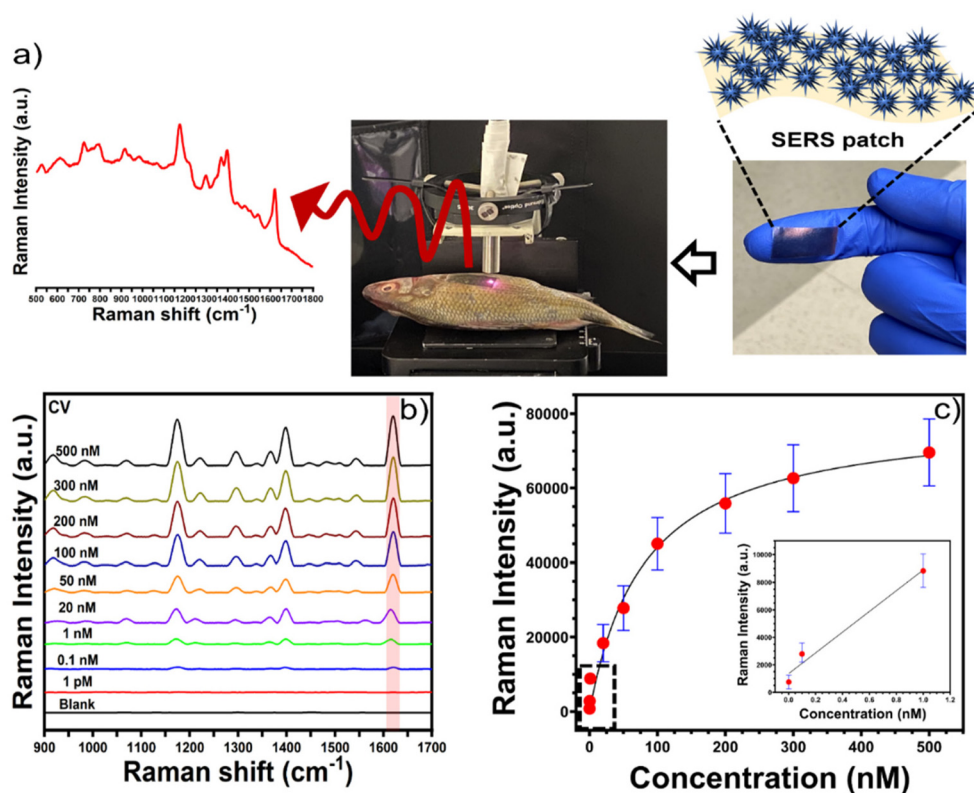 a)
SERS patch
Raman Intensity (a.u.)
500 600 700 800 900 1000 1100 1200 1300 1400 1500 1600 1700 1800
Raman shift (cm-1)
b)
CV
500 nM
300 nM
200 nM
100 nM
50 nM
20 nM
1 nM
0.1 nM
1 pM
Blank
Raman Intensity (a.u.)
900 1000 1100 1200 1300 1400 1500 1600 1700
Raman shift (cm-1)
c)
80000
60000
40000
20000
0
Raman Intensity (a.u.)
0 100 200 300 400 500
Concentration (nM)
10000
8000
6000
4000
2000
0
Raman Intensity (a.u.)
0.0 0.2 0.4 0.6 0.8 1.0 1.2
Concentration (nM)